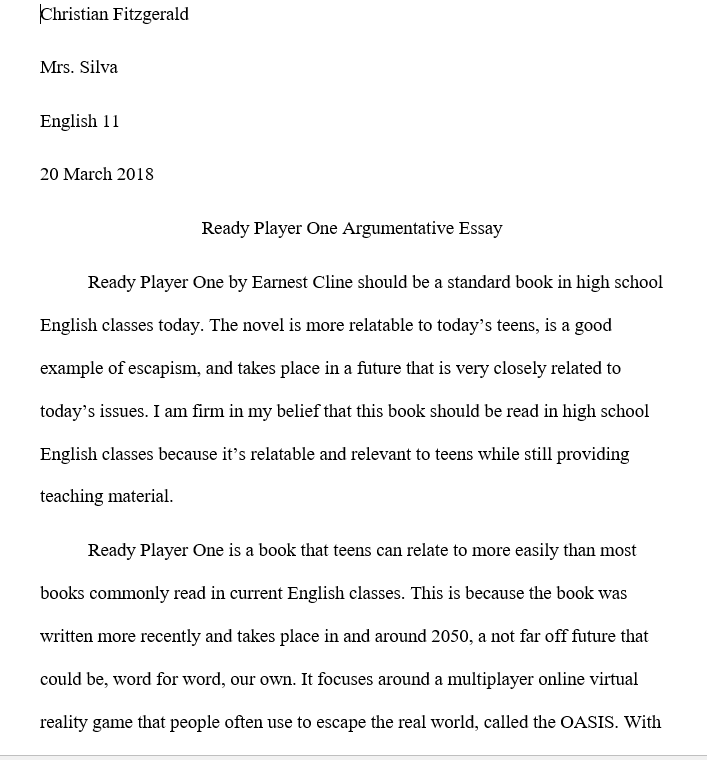 Christian Fitzgerald
Mrs. Silva
English 11
20 March 2018
Ready Player One Argumentative Essay
Ready Player One by Earnest Cline should be a standard book in high school
English classes today. The novel is more relatable to today’s teens, is a good
example of escapism, and takes place in a future that is very closely related to
today’s issues. I am firm in my belief that this book should be read in high school
English classes because it’s relatable and relevant to teens while still providing
teaching material.
Ready Player One is a book that teens can relate to more easily than most
books commonly read in current English classes. This is because the book was
written more recently and takes place in and around 2050, a not far off future that
could be, word for word, our own. It focuses around a multiplayer online virtual
reality game that people often use to escape the real world, called the OASIS. With